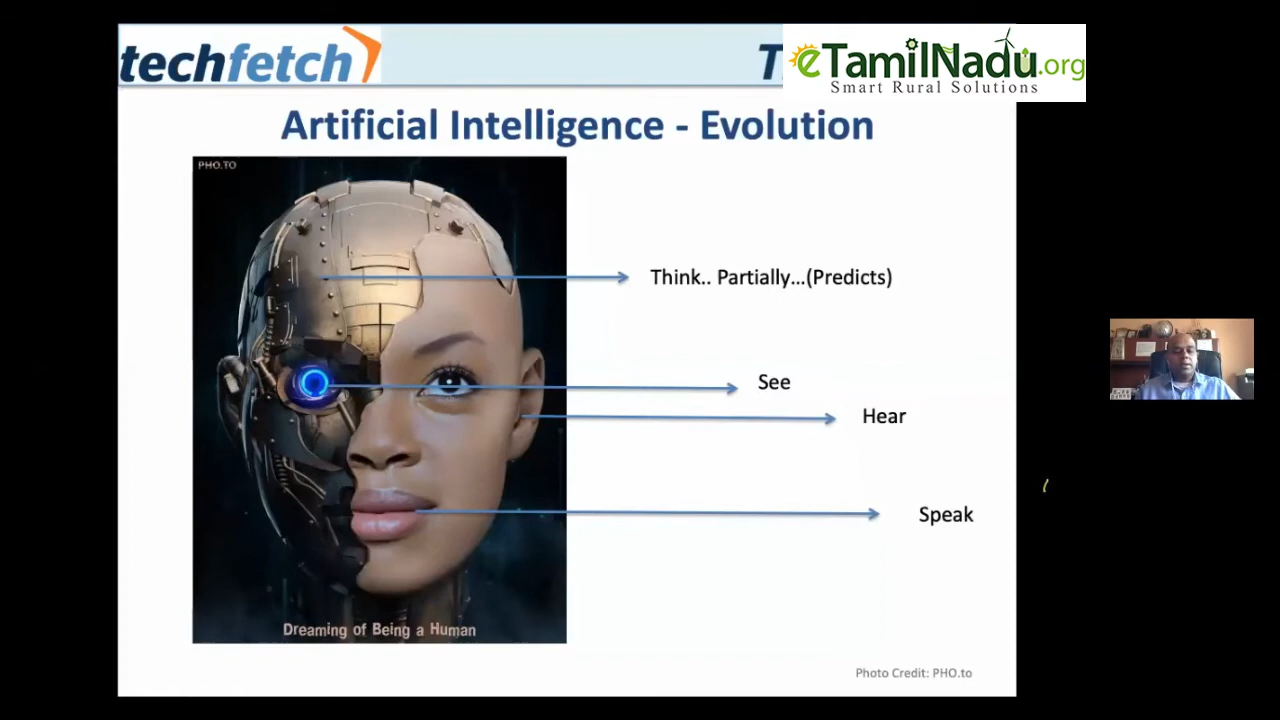 techfetch
T
eTamilNadu.org
Smart Rural Solutions
Artificial Intelligence - Evolution
PHO.TO
Think.. Partially...(Predicts)
See
Hear
Speak
Dreaming of Being a Human
Photo Credit: PHO.to